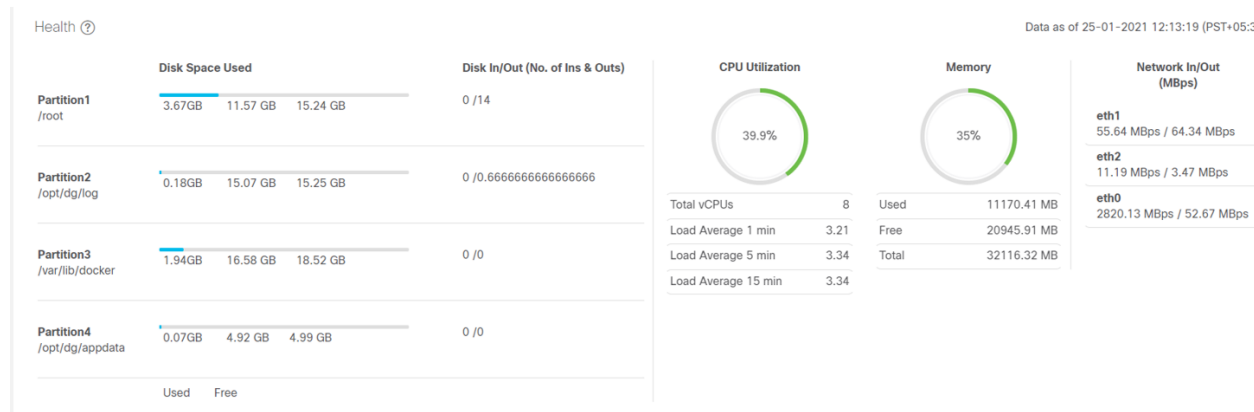 Health ?
Data as of 25-01-2021 12:13:19 (PST+05:3
Disk Space Used
Disk In/Out (No. of Ins & Outs)
Partition1
/root
3.67GB 11.57 GB 15.24 GB
0 /14
Partition2
/opt/dg/log
0.18GB 15.07 GB 15.25 GB
0 /0.6666666666666666
Partition3
/var/lib/docker
1.94GB 16.58 GB 18.52 GB
0 /0
Partition4
/opt/dg/appdata
0.07GB 4.92 GB 4.99 GB
0 /0
Used Free
CPU Utilization
39.9%
Total vCPUs 8
Load Average 1 min 3.21
Load Average 5 min 3.34
Load Average 15 min 3.34
Memory
35%
Used 11170.41 MB
Free 20945.91 MB
Total 32116.32 MB
Network In/Out
(MBps)
eth1
55.64 MBps / 64.34 MBps
eth2
11.19 MBps / 3.47 MBps
eth0
2820.13 MBps / 52.67 MBps